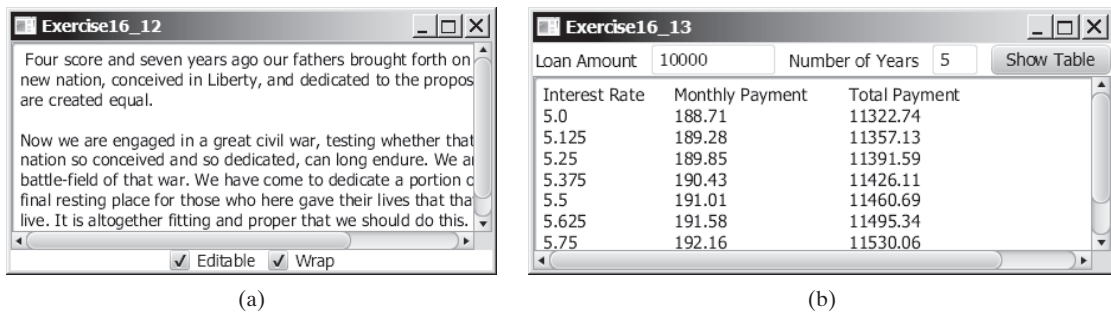 Exercise16_12
Four score and seven years ago our fathers brought forth on
new nation, conceived in Liberty, and dedicated to the propos
are created equal.
Now we are engaged in a great civil war, testing whether that
nation so conceived and so dedicated, can long endure. We a
battle-field of that war. We have come to dedicate a portion o
final resting place for those who here gave their lives that tha
live. It is altogether fitting and proper that we should do this.
Editable Wrap
(a)
Exercise16_13
Loan Amount 10000 Number of Years 5 Show Table
Interest Rate Monthly Payment Total Payment
5.0 188.71 11322.74
5.125 189.28 11357.13
5.25 189.85 11391.59
5.375 190.43 11426.11
5.5 191.01 11460.69
5.625 191.58 11495.34
5.75 192.16 11530.06
(b)